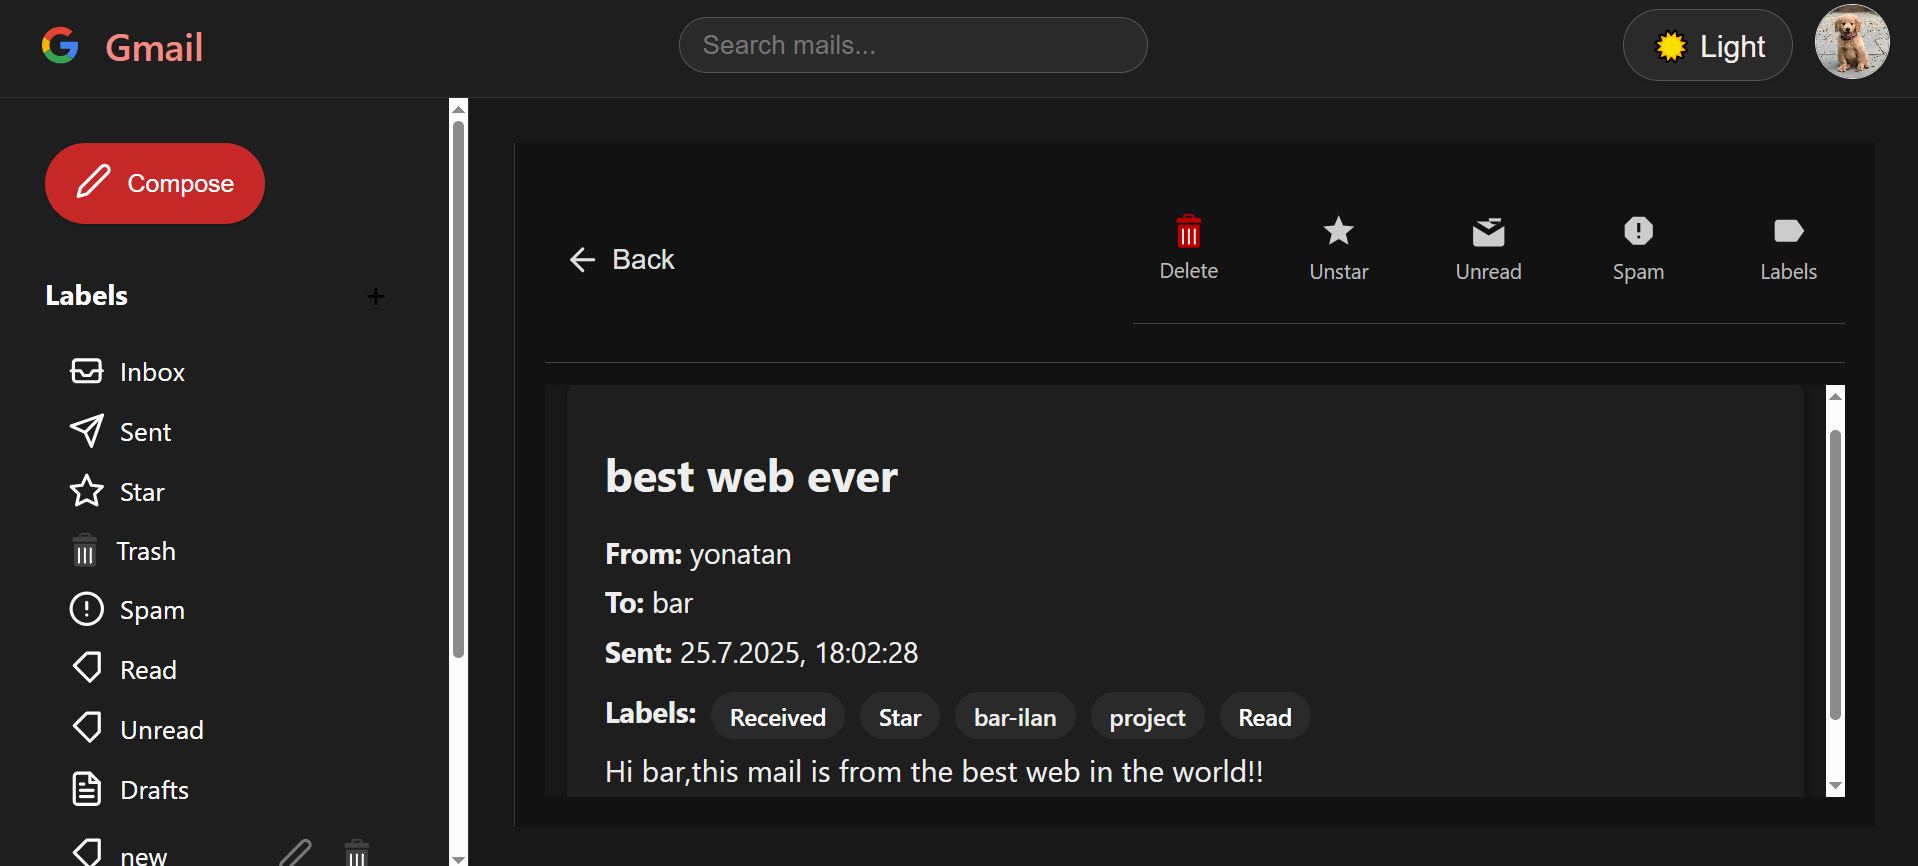 Gmail
Search mails...
Light
Compose
Labels +
Inbox
Sent
Star
Trash
Spam
Read
Unread
Drafts
new
Back
Delete Unstar Unread Spam Labels
best web ever
From: yonatan
To: bar
Sent: 25.7.2025, 18:02:28
Labels: Received Star bar-ilan project Read
Hi bar,this mail is from the best web in the world!!